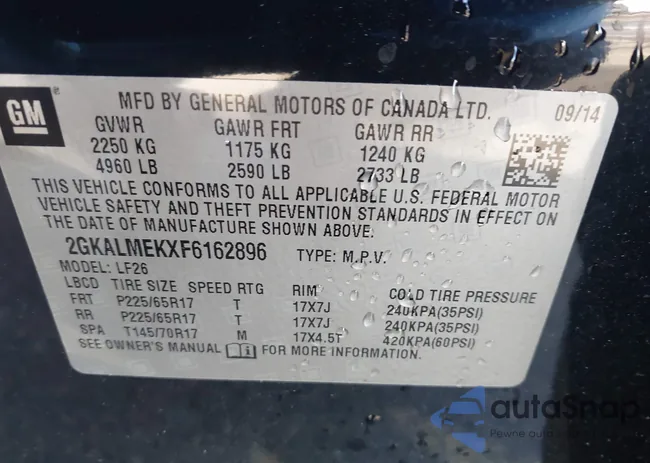 GM
MFD BY GENERAL MOTORS OF CANADA LTD. 09/14
GVWR GAWR FRT GAWR RR
2250 KG 1175 KG 1240 KG
4960 LB 2590 LB 2733 LB
THIS VEHICLE CONFORMS TO ALL APPLICABLE U.S. FEDERAL MOTOR
VEHICLE SAFETY AND THEFT PREVENTION STANDARDS IN EFFECT ON
THE DATE OF MANUFACTURE SHOWN ABOVE.
2GKALMEKXF6162896 TYPE: M.P.V.
MODEL: LF26
LBCD TIRE SIZE SPEED RTG RIM COLD TIRE PRESSURE
FRT P225/65R17 T 17X7J 240KPA(35PSI)
RR P225/65R17 T 17X7J 240KPA(35PSI)
SPA T145/70R17 M 17X4.5T 420KPA(60PSI)
SEE OWNER'S MANUAL FOR MORE INFORMATION.
autaSnap
Pewne auto